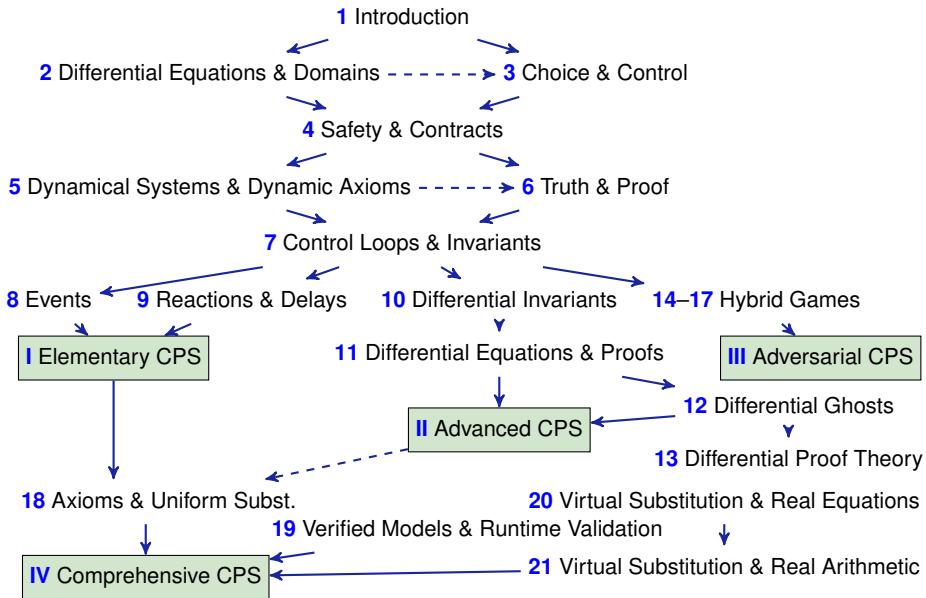 1 Introduction
2 Differential Equations & Domains
3 Choice & Control
4 Safety & Contracts
5 Dynamical Systems & Dynamic Axioms
6 Truth & Proof
7 Control Loops & Invariants
8 Events
9 Reactions & Delays
10 Differential Invariants
14–17 Hybrid Games
I Elementary CPS
11 Differential Equations & Proofs
III Adversarial CPS
12 Differential Ghosts
II Advanced CPS
13 Differential Proof Theory
18 Axioms & Uniform Subst.
20 Virtual Substitution & Real Equations
19 Verified Models & Runtime Validation
IV Comprehensive CPS
21 Virtual Substitution & Real Arithmetic